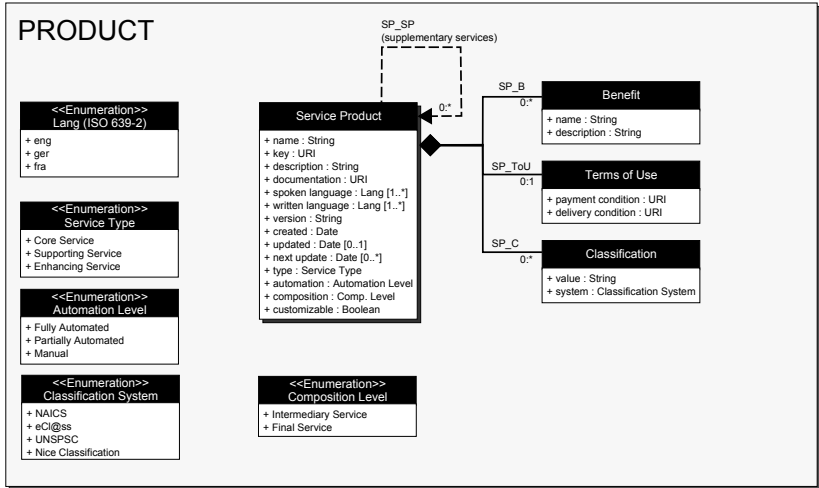 PRODUCT
SP_SP
(supplementary services)
0:*
<<Enumeration>>
Lang (ISO 639-2)
+ eng
+ ger
+ fra
<<Enumeration>>
Service Type
+ Core Service
+ Supporting Service
+ Enhancing Service
<<Enumeration>>
Automation Level
+ Fully Automated
+ Partially Automated
+ Manual
<<Enumeration>>
Classification System
+ NAICS
+ eCl@ss
+ UNSPSC
+ Nice Classification
Service Product
+ name : String
+ key : URI
+ description : String
+ documentation : URI
+ spoken language : Lang [1..*]
+ written language : Lang [1..*]
+ version : String
+ created : Date
+ updated : Date [0..1]
+ next update : Date [0..*]
+ type : Service Type
+ automation : Automation Level
+ composition : Comp. Level
+ customizable : Boolean
<<Enumeration>>
Composition Level
+ Intermediary Service
+ Final Service
SP_B
0:*
Benefit
+ name : String
+ description : String
SP_ToU
0:1
Terms of Use
+ payment condition : URI
+ delivery condition : URI
SP_C
0:*
Classification
+ value : String
+ system : Classification System